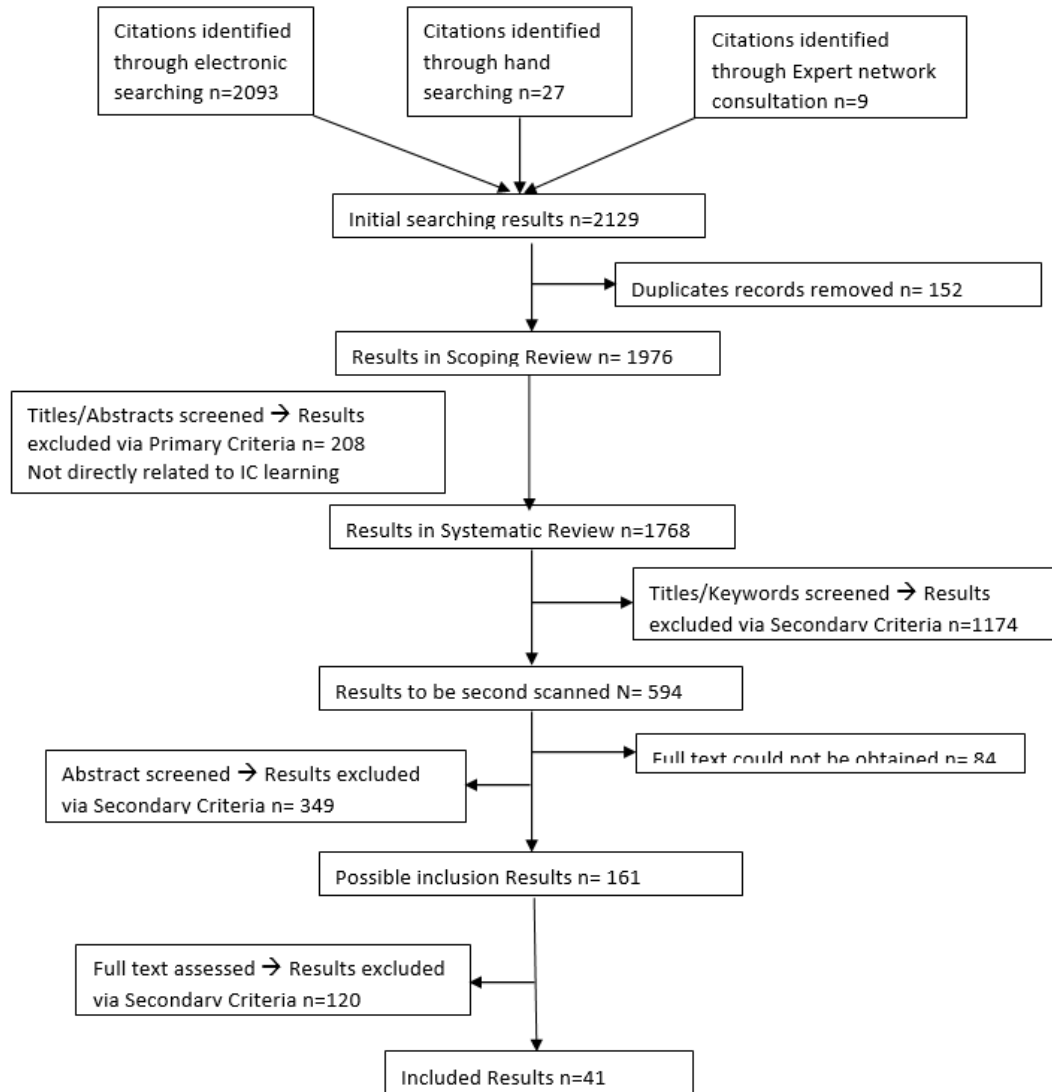 Citations identified
through electronic
searching n=2093
Citations identified
through hand
searching n=27
Citations identified
through Expert network
consultation n=9
Initial searching results n=2129
Duplicates records removed n= 152
Results in Scoping Review n= 1976
Titles/Abstracts screened → Results
excluded via Primary Criteria n= 208
Not directly related to IC learning
Results in Systematic Review n=1768
Titles/Keywords screened → Results
excluded via Secondary Criteria n=1174
Results to be second scanned N= 594
Full text could not be obtained n= 84
Abstract screened → Results excluded
via Secondary Criteria n= 349
Possible inclusion Results n= 161
Full text assessed → Results excluded
via Secondary Criteria n=120
Included Results n=41